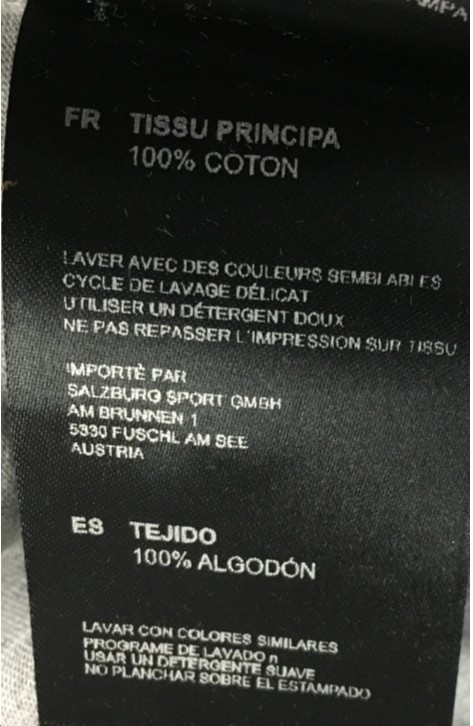 FR TISSU PRINCIPA
100% COTON
LAVER AVEC DES COULEURS SEMBLABLES
CYCLE DE LAVAGE DÉLICAT
UTILISER UN DÉTERGENT DOUX
NE PAS REPASSER L'IMPRESSION SUR TISSU
IMPORTÈ PAR
SALZBURG SPORT GMBH
AM BRUNNEN 1
5330 FUSCHL AM SEE
AUSTRIA
ES TEJIDO
100% ALGODÓN
LAVAR CON COLORES SIMILARES
PROGRAME DE LAVADO n
USAR UN DETERGENTE SUAVE
NO PLANCHAR SOBRE EL ESTAMPADO